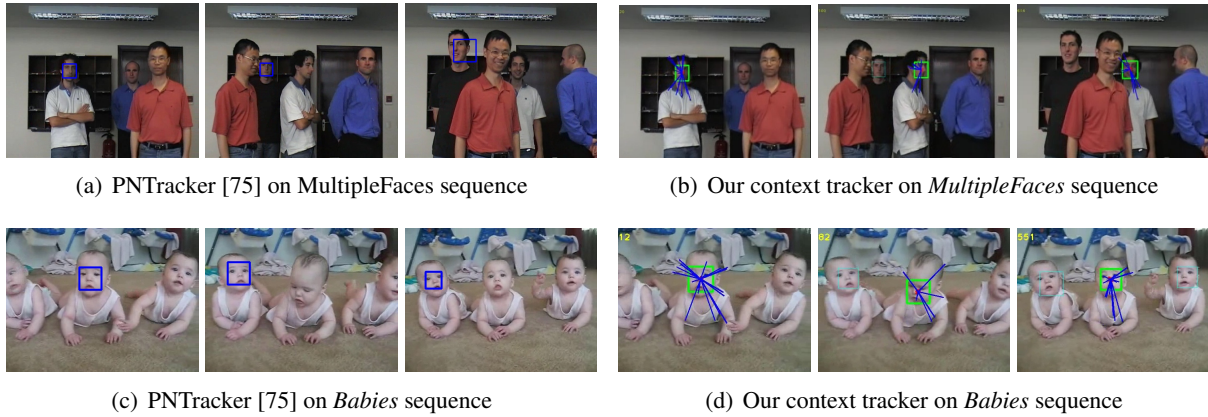 (a) PNTracker [75] on MultipleFaces sequence
(b) Our context tracker on MultipleFaces sequence
12
82
551
(c) PNTracker [75] on Babies sequence
(d) Our context tracker on Babies sequence